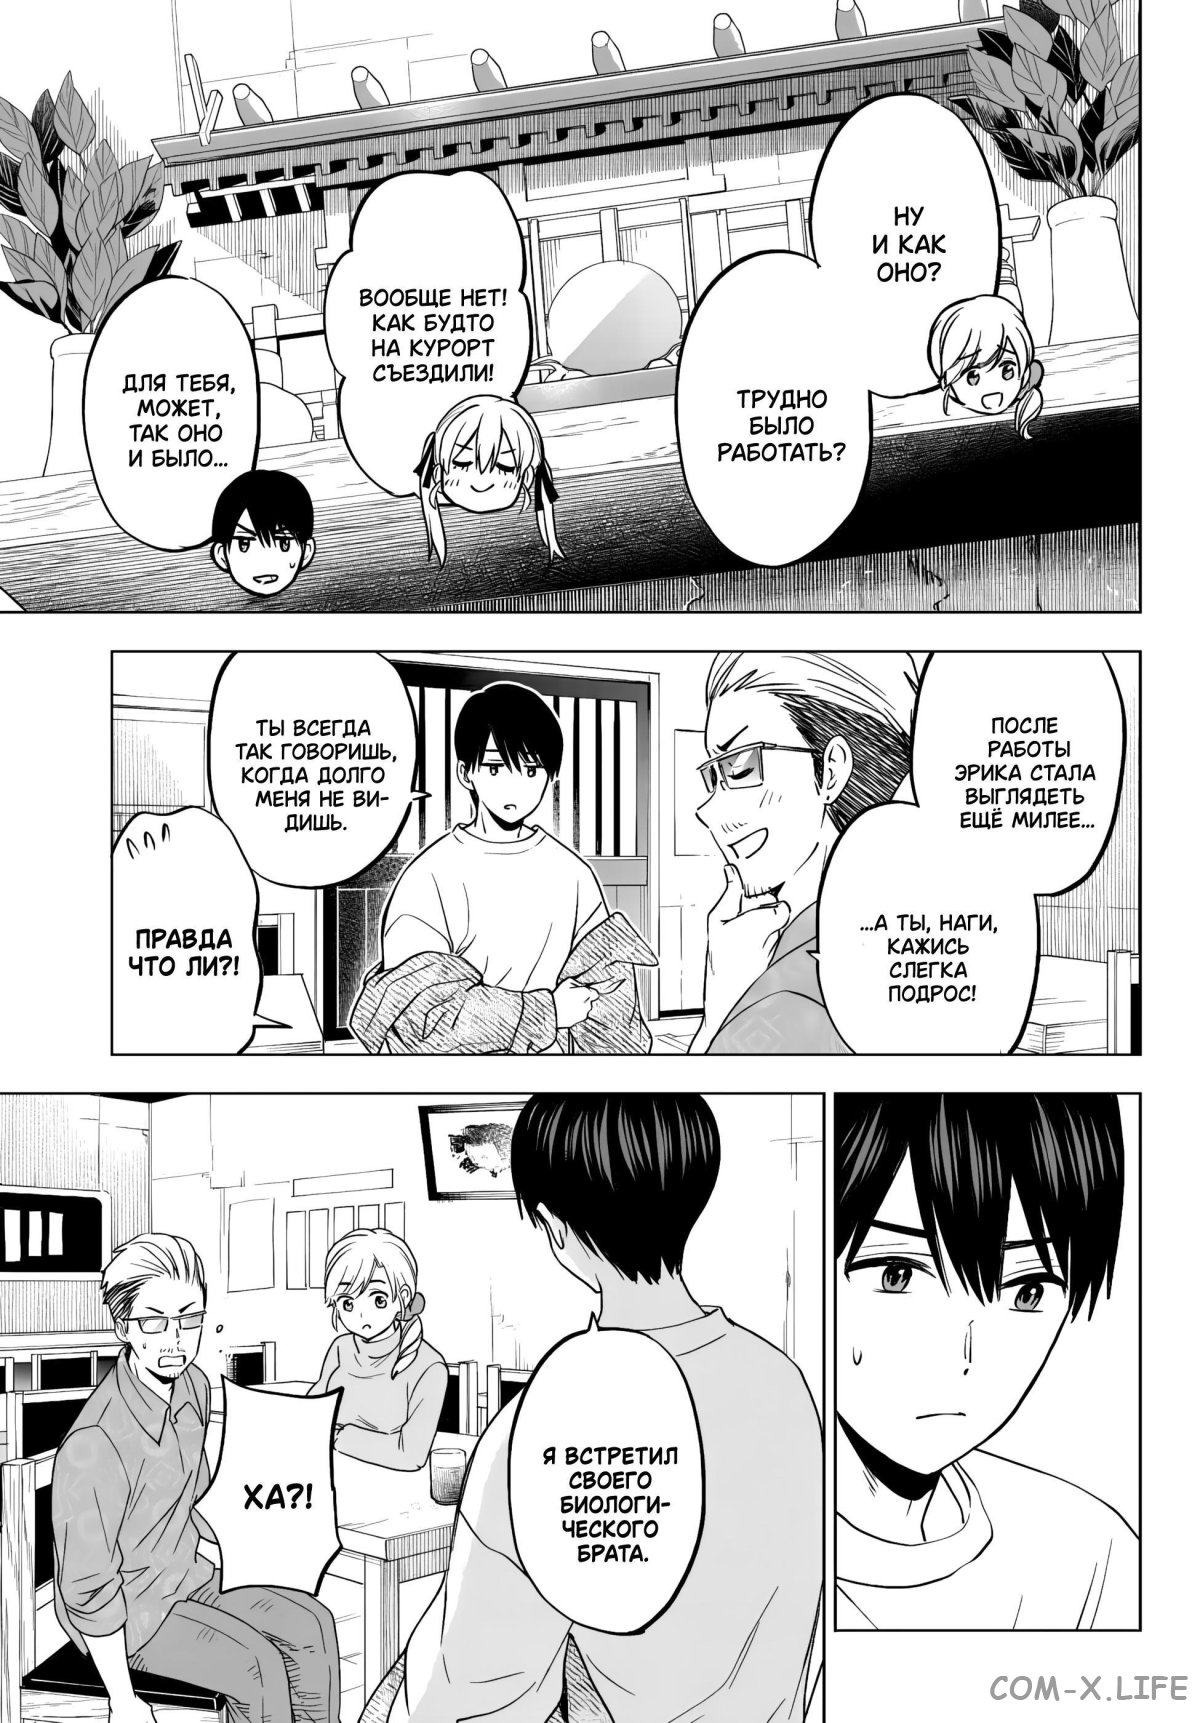 НУ
И КАК
ОНО?
ТРУДНО
БЫЛО
РАБОТАТЬ?
ВООБЩЕ НЕТ!
КАК БУДТО
НА КУРОРТ
СЪЕЗДИЛИ!
ДЛЯ ТЕБЯ,
МОЖЕТ,
ТАК ОНО
И БЫЛО...
ПОСЛЕ
РАБОТЫ
ЭРИКА СТАЛА
ВЫГЛЯДЕТЬ
ЕЩЁ МИЛЕЕ...
...А ТЫ, НАГИ,
КАЖИСЬ
СЛЕГКА
ПОДРОС!
ТЫ ВСЕГДА
ТАК ГОВОРИШЬ,
КОГДА ДОЛГО
МЕНЯ НЕ ВИ-
ДИШЬ.
ПРАВДА
ЧТО ЛИ?!
Я ВСТРЕТИЛ
СВОЕГО
БИОЛОГИ-
ЧЕСКОГО
БРАТА.
ХА?!
COM-X.LIFE